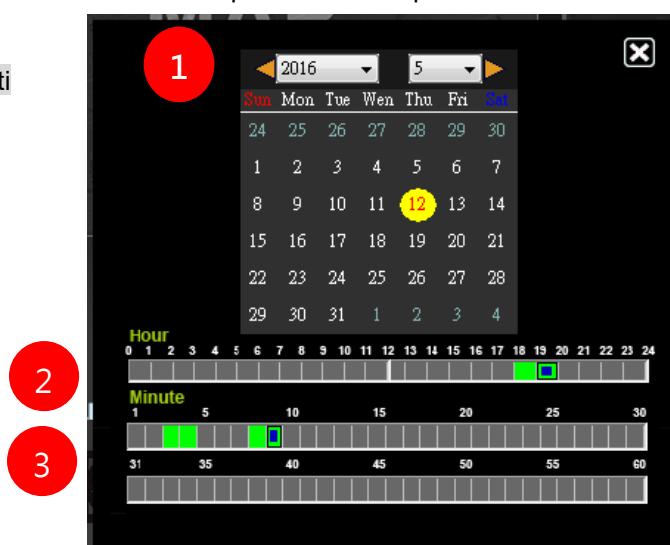 ti
1
2016 5
Sun Mon Tue Wen Thu Fri Sat
24 25 26 27 28 29 30
1 2 3 4 5 6 7
8 9 10 11 12 13 14
15 16 17 18 19 20 21
22 23 24 25 26 27 28
29 30 31 1 2 3 4
Hour
0 1 2 3 4 5 6 7 8 9 10 11 12 13 14 15 16 17 18 19 20 21 22 23 24
2
Minute
1 5 10 15 20 25 30
3
31 35 40 45 50 55 60